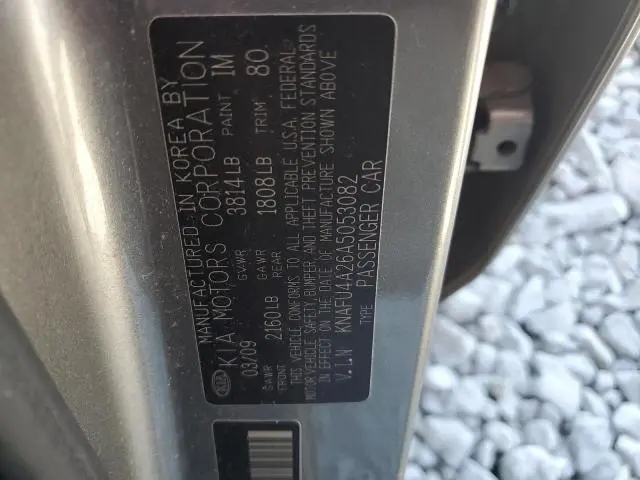 MANUFACTURED IN KOREA BY
KIA KIA MOTORS CORPORATION
03/09 GVWR 3814LB PAINT IM
GAWR FRONT 2160LB GAWR REAR 1808LB TRIM 80
THIS VEHICLE CONFORMS TO ALL APPLICABLE U.S.A. FEDERAL
MOTOR VEHICLE SAFETY, BUMPER, AND THEFT PREVENTION STANDARDS
IN EFFECT ON THE DATE OF MANUFACTURE SHOWN ABOVE
V.I.N KNAFU4A26A5053082
TYPE PASSENGER CAR